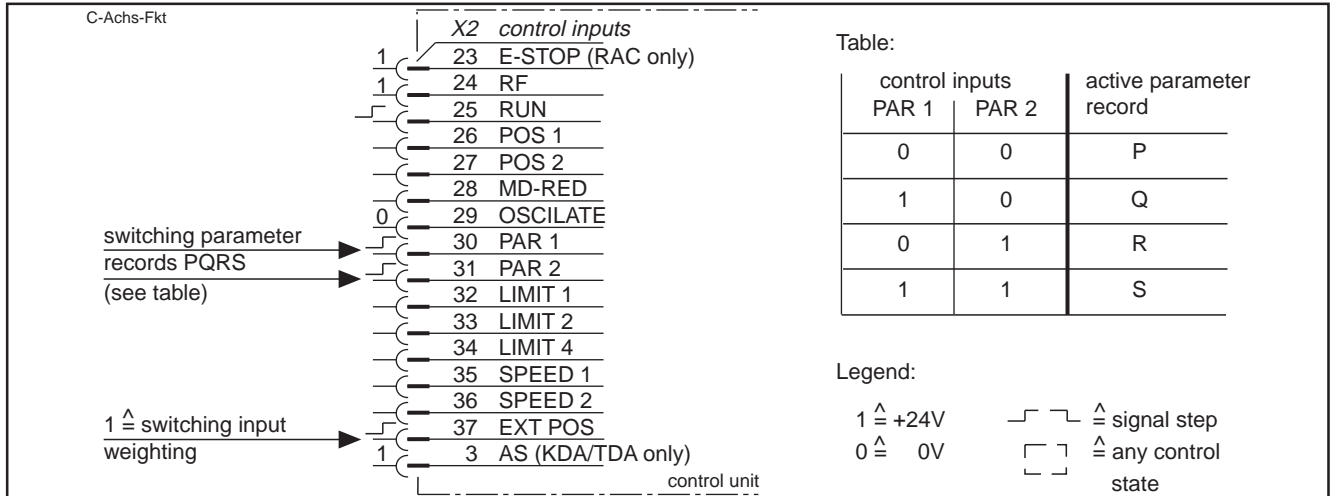 C-Achs-Fkt
X2 control inputs
1 23 E-STOP (RAC only)
1 24 RF
25 RUN
26 POS 1
27 POS 2
28 MD-RED
0 29 OSCILATE
30 PAR 1
31 PAR 2
32 LIMIT 1
33 LIMIT 2
34 LIMIT 4
35 SPEED 1
36 SPEED 2
37 EXT POS
1 3 AS (KDA/TDA only)
control unit
switching parameter
records PQRS
(see table)
1 ≙ switching input
weighting
Table:
control inputs active parameter
PAR 1 PAR 2 record
0 0 P
1 0 Q
0 1 R
1 1 S
Legend:
1 ≙ +24V ≙ signal step
0 ≙ 0V ≙ any control
state